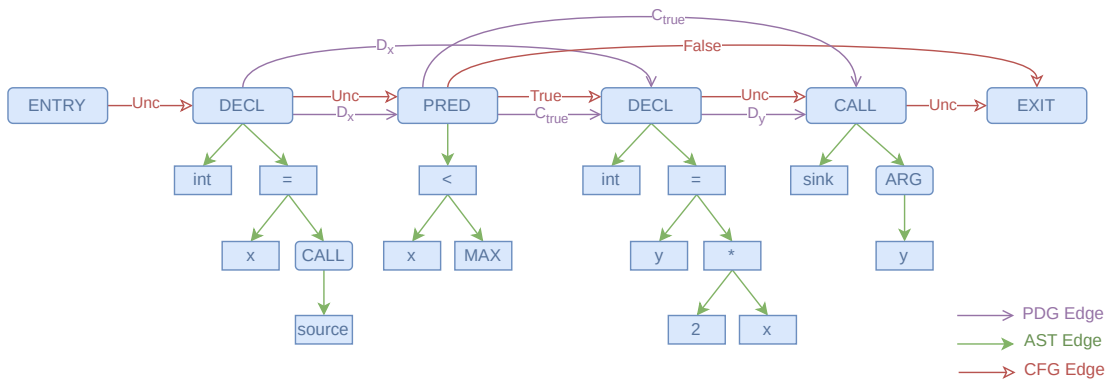 C_true
D_x
False
ENTRY
Unc
DECL
Unc
D_x
PRED
True
C_true
DECL
Unc
D_y
CALL
Unc
EXIT
int
=
<
int
=
sink
ARG
x
CALL
x
MAX
y
*
y
source
2
x
PDG Edge
AST Edge
CFG Edge